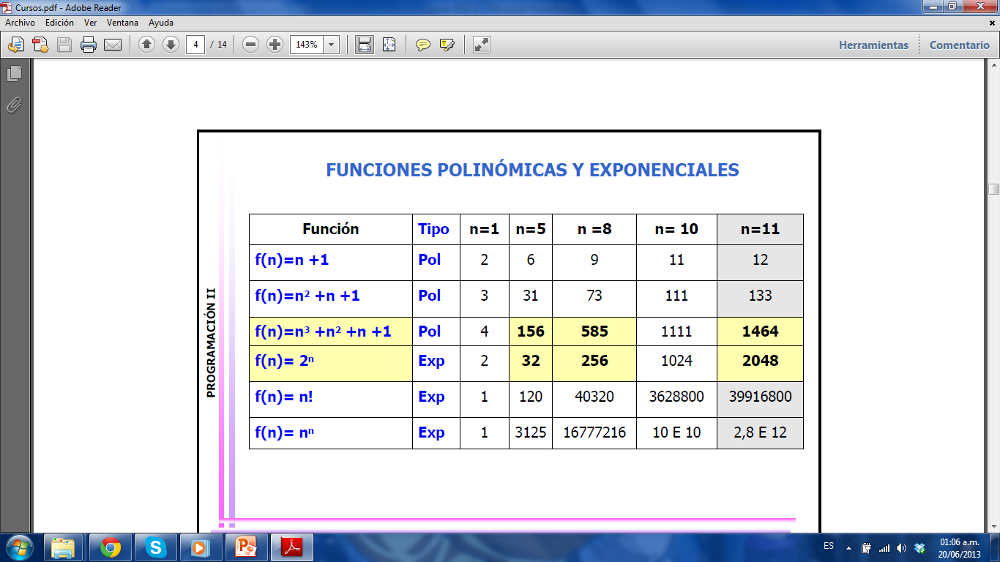 Cursos.pdf - Adobe Reader
Archivo Edición Ver Ventana Ayuda
4 / 14 143% Herramientas Comentario
FUNCIONES POLINÓMICAS Y EXPONENCIALES
PROGRAMACIÓN II
Función Tipo n=1 n=5 n =8 n= 10 n=11
f(n)=n +1 Pol 2 6 9 11 12
f(n)=n² +n +1 Pol 3 31 73 111 133
f(n)=n³ +n² +n +1 Pol 4 156 585 1111 1464
f(n)= 2ⁿ Exp 2 32 256 1024 2048
f(n)= n! Exp 1 120 40320 3628800 39916800
f(n)= nⁿ Exp 1 3125 16777216 10 E 10 2,8 E 12
ES 01:06 a.m.
20/06/2013